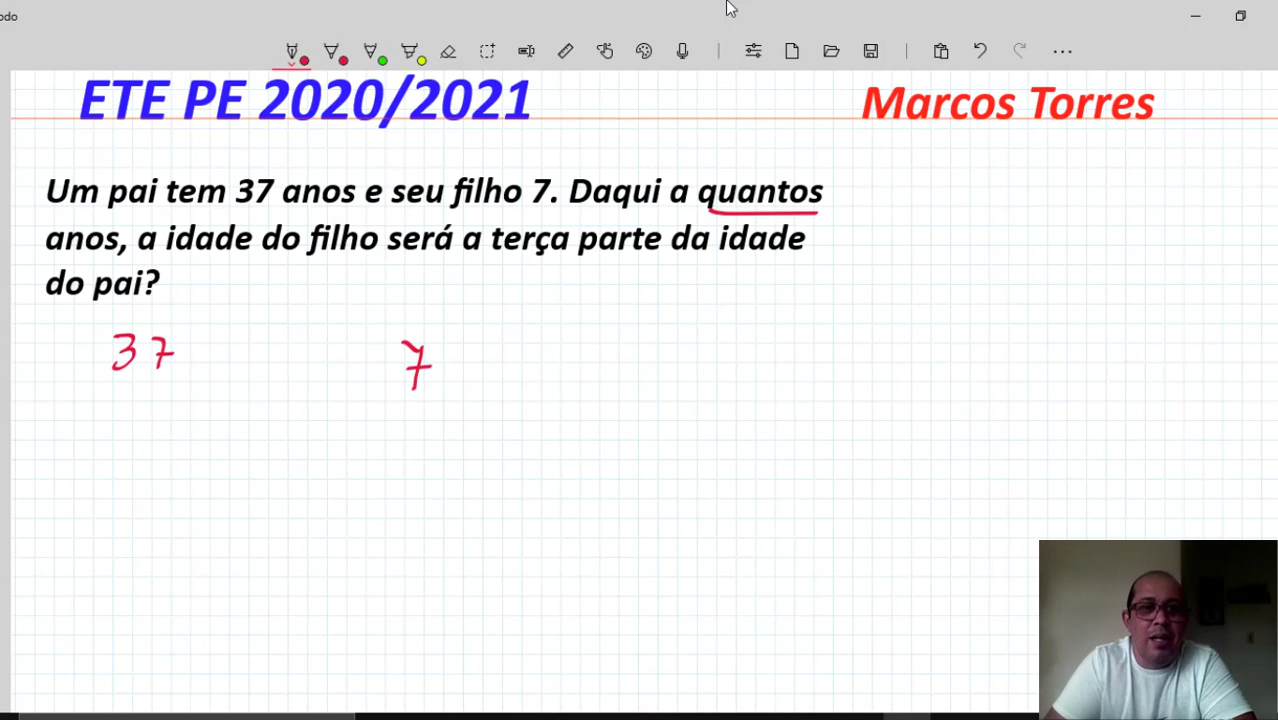 odo
ETE PE 2020/2021
Marcos Torres
Um pai tem 37 anos e seu filho 7. Daqui a quantos
anos, a idade do filho será a terça parte da idade
do pai?
37 7